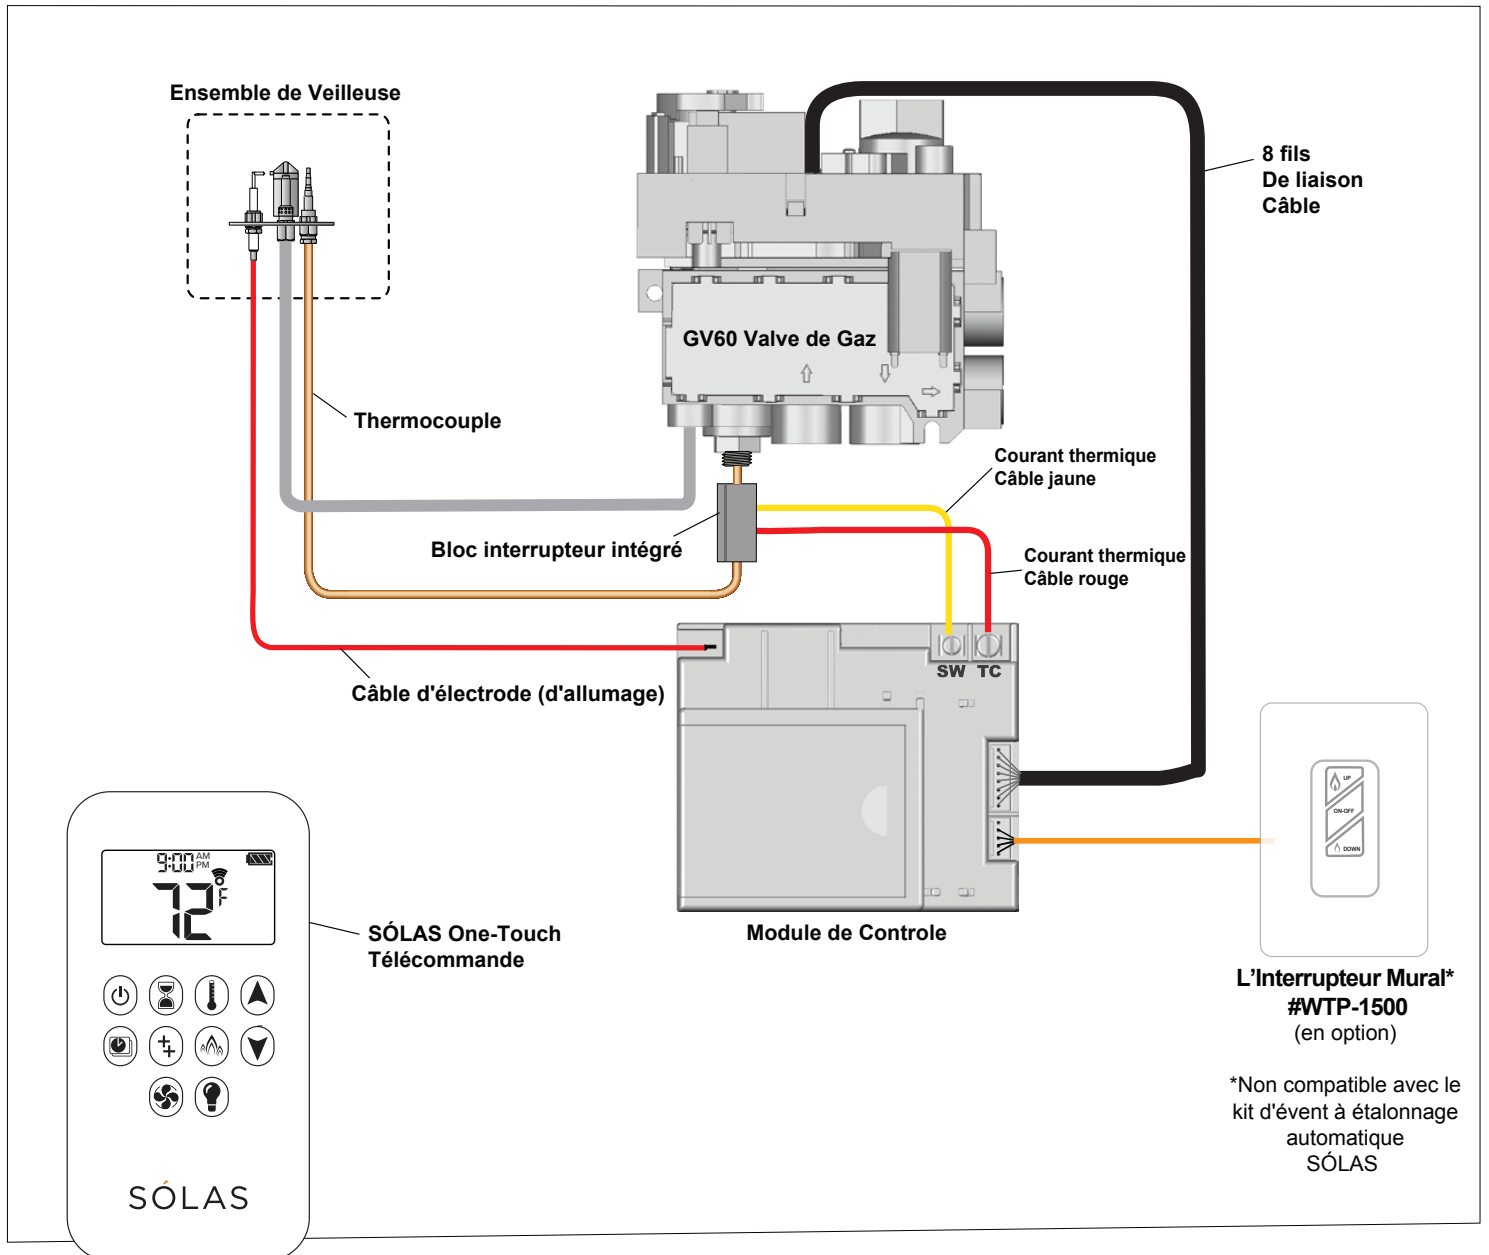 Ensemble de Veilleuse
8 fils
De liaison
Câble
GV60 Valve de Gaz
Thermocouple
Courant thermique
Câble jaune
Bloc interrupteur intégré
Courant thermique
Câble rouge
SW TC
Câble d'électrode (d'allumage)
UP
ON-OFF
DOWN
9:00 AM
PM
72 F
SÓLAS One-Touch
Télécommande
Module de Controle
L'Interrupteur Mural*
#WTP-1500
(en option)
*Non compatible avec le
kit d'évent à étalonnage
automatique
SÓLAS
SÓLAS